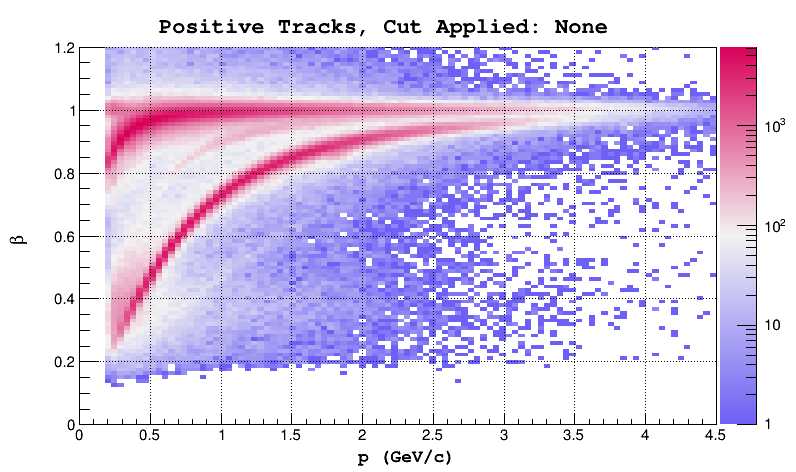 Positive Tracks, Cut Applied: None
1.2
1
0.8
0.6
0.4
0.2
0
β
0 0.5 1 1.5 2 2.5 3 3.5 4 4.5
p (GeV/c)
10³
10²
10
1